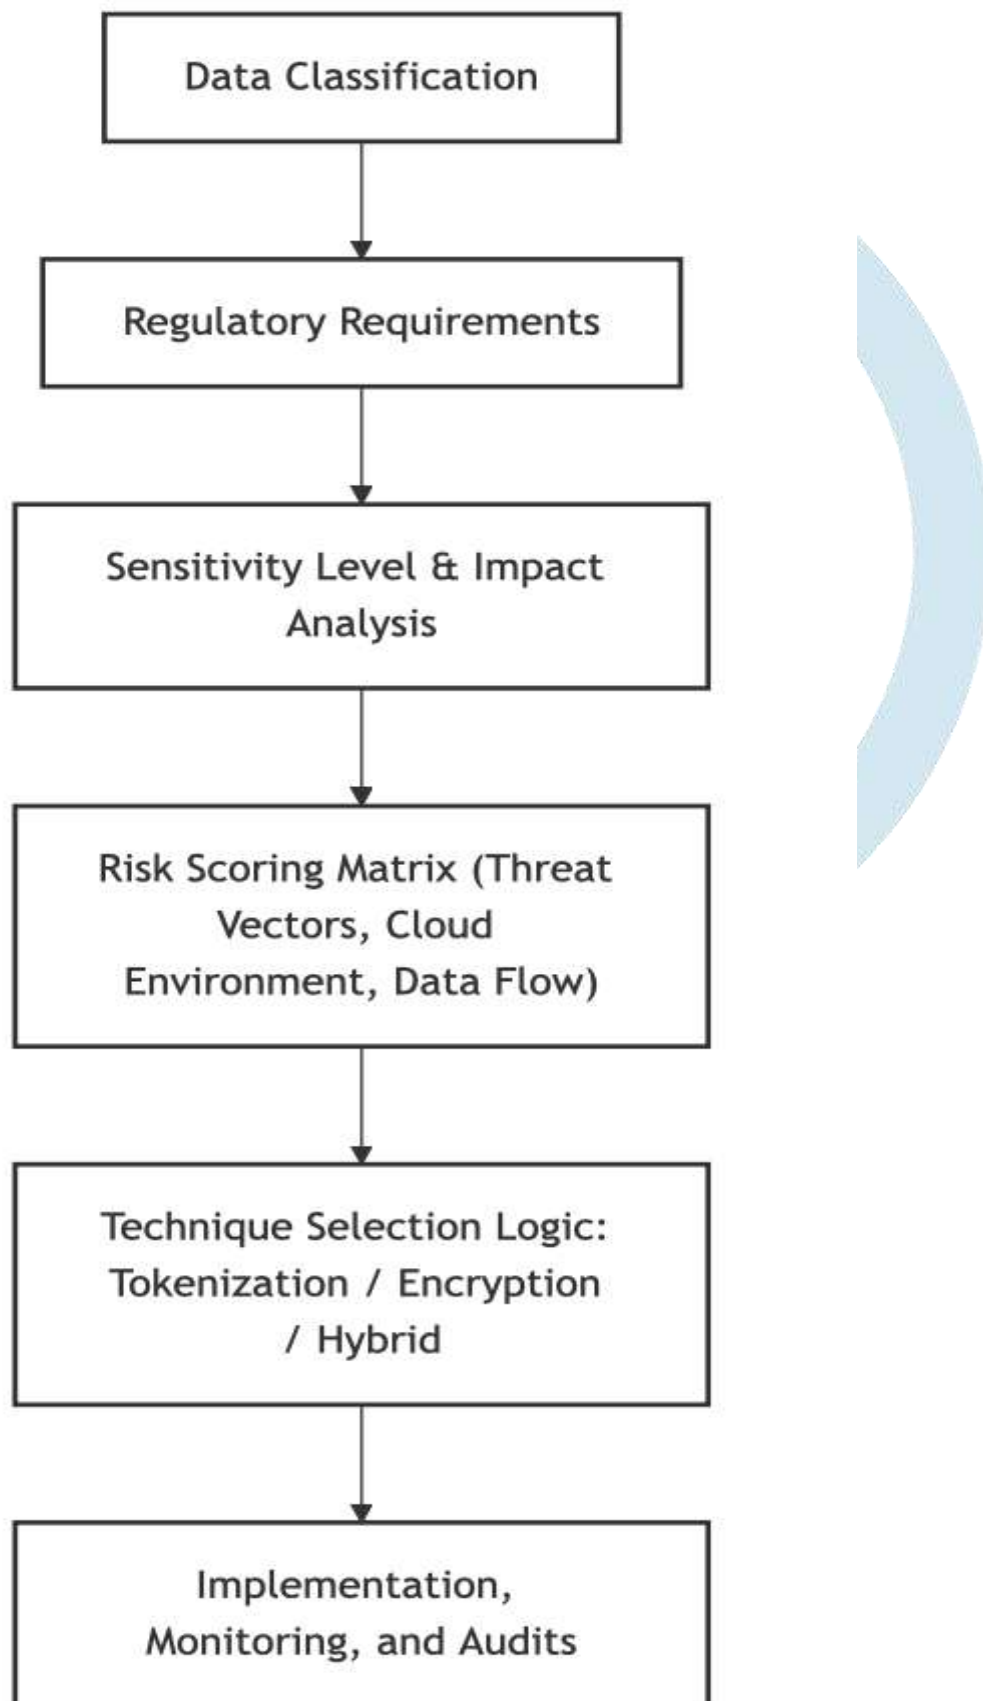 Data Classification
Regulatory Requirements
Sensitivity Level & Impact
Analysis
Risk Scoring Matrix (Threat
Vectors, Cloud
Environment, Data Flow)
Technique Selection Logic:
Tokenization / Encryption
/ Hybrid
Implementation,
Monitoring, and Audits